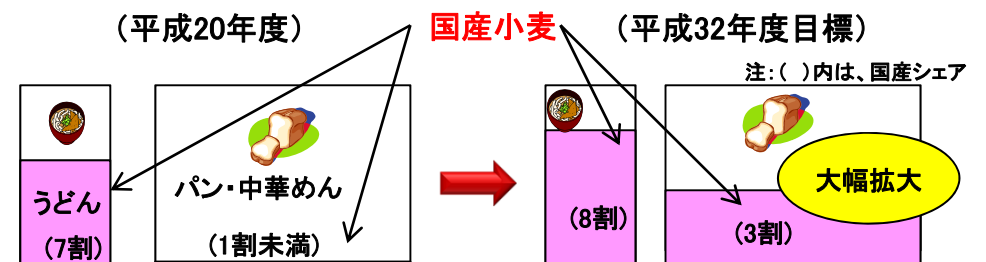 (平成20年度)
国産小麦
(平成32年度目標)
注:( )内は、国産シェア
うどん
(7割)
パン・中華めん
(1割未満)
(8割)
大幅拡大
(3割)